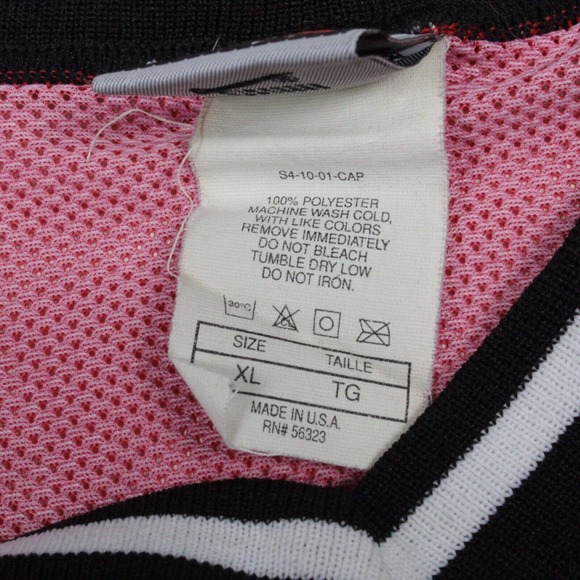 S4-10-01-CAP
100% POLYESTER
MACHINE WASH COLD,
WITH LIKE COLORS
REMOVE IMMEDIATELY
DO NOT BLEACH
TUMBLE DRY LOW
DO NOT IRON.
30°C
SIZE TAILLE
XL TG
MADE IN U.S.A.
RN# 56323